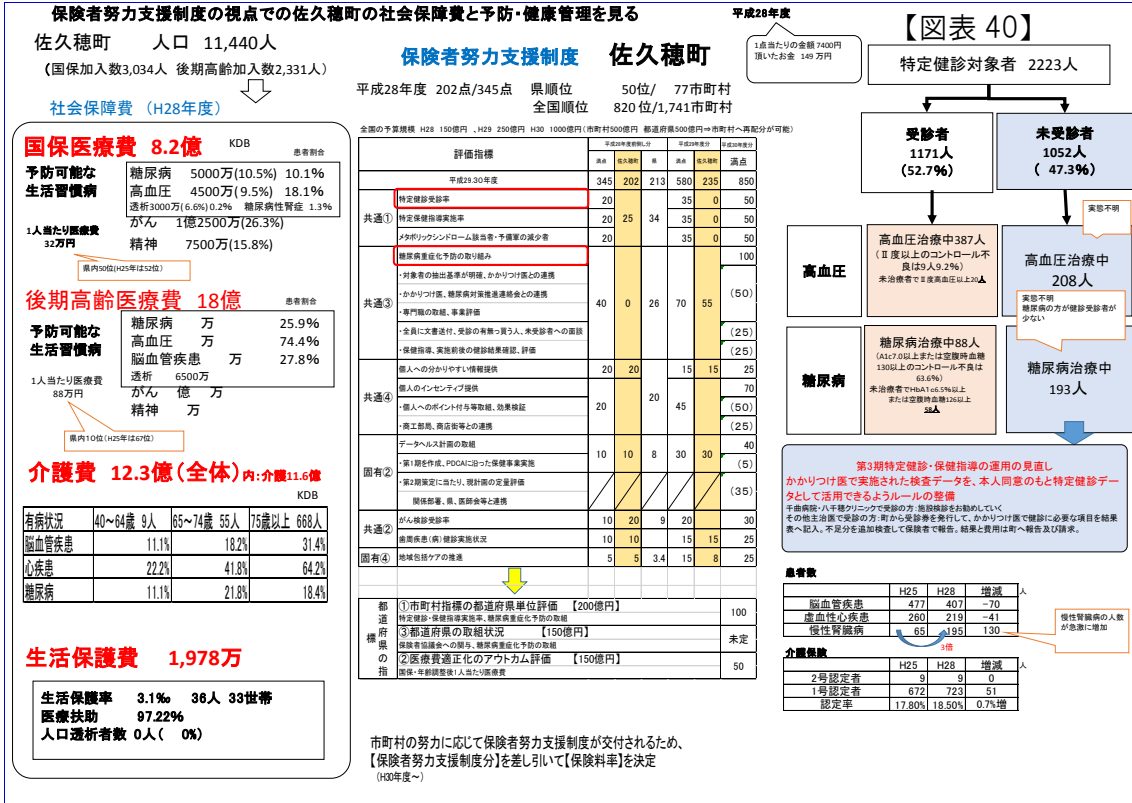 保険者努力支援制度の視点での佐久穂町の社会保障費と予防・健康管理を見る
佐久穂町 人口 11,440人
(国保加入数3,034人 後期高齢加入数2,331人)
社会保障費 (H28年度)
国保医療費 8.2億 KDB
患者割合
予防可能な
生活習慣病
糖尿病 5000万(10.5%) 10.1%
高血圧 4500万(9.5%) 18.1%
透析3000万(6.6%)0.2% 糖尿病性腎症 1.3%
がん 1億2500万(26.3%)
精神 7500万(15.8%)
1人当たり医療費
32万円
県内50位(H25年は52位)
後期高齢医療費 18億
患者割合
予防可能な
生活習慣病
糖尿病 万 25.9%
高血圧 万 74.4%
脳血管疾患 万 27.8%
透析 6500万
がん 億 万
精神 万
1人当たり医療費
88万円
県内10位(H25年は67位)
介護費 12.3億(全体)内:介護11.6億
KDB
有病状況 40~64歳 9人 65~74歳 55人 75歳以上 668人
脳血管疾患 11.1% 18.2% 31.4%
心疾患 22.2% 41.8% 64.2%
糖尿病 11.1% 21.8% 18.4%
生活保護費 1,978万
生活保護率 3.1‰ 36人 33世帯
医療扶助 97.22%
人口透析者数 0人( 0%)
保険者努力支援制度 佐久穂町
平成28年度 202点/345点 県順位 50位/ 77市町村
全国順位 820位/1,741市町村
全国の予算規模 H28 150億円 、H29 250億円 H30 1000億円(市町村500億円 都道府県500億円⇒市町村へ再配分が可能)
評価指標 平成28年度前倒し分 平成29年度分 平成30年度分
満点 佐久穂町 県 満点 佐久穂町 満点
平成29.30年度 345 202 213 580 235 850
共通① 特定健診受診率 20 25 34 35 0 50
特定保健指導実施率 20 35 0 50
メタボリックシンドローム該当者・予備軍の減少者 20 35 0 50
共通③ 糖尿病重症化予防の取り組み 40 0 26 70 55 100
・対象者の抽出基準が明確、かかりつけ医との連携
・かかりつけ医、糖尿病対策推進連絡会との連携 (50)
・専門職の取組、事業評価
・全員に文書送付、受診の有無っ買う人、未受診者への面談 (25)
・保健指導、実施前後の健診結果確認、評価 (25)
共通④ 個人への分かりやすい情報提供 20 20 20 15 15 25
個人のインセンティブ提供 20 45 70
・個人へのポイント付与等取組、効果検証 (50)
・商工部局、商店街等との連携 (25)
固有② データヘルス計画の取組 10 10 8 30 30 40
・第1期を作成、PDCAに沿った保健事業実施 (5)
・第2期策定に当たり、現計画の定量評価 (35)
関係部署、県、医師会等と連携
共通② がん検診受診率 10 20 9 20 30
歯周疾患(病)健診実施状況 10 10 15 15 25
固有④ 地域包括ケアの推進 5 5 3.4 15 8 25
都道府県の指標
①市町村指標の都道府県単位評価 【200億円】 100
特定健診・保健指導実施率、糖尿病重症化予防の取組
③都道府県の取組状況 【150億円】 未定
保険者協議会への関与、糖尿病重症化予防の取組
②医療費適正化のアウトカム評価 【150億円】 50
国保・年齢調整後1人当たり医療費
市町村の努力に応じて保険者努力支援制度が交付されるため、
【保険者努力支援制度分】を差し引いて【保険料率】を決定
(H30年度~)
平成28年度
1点当たりの金額 7400円
頂いたお金 149 万円
【図表 40】
特定健診対象者 2223人
受診者
1171人
(52.7%)
未受診者
1052人
( 47.3%)
実態不明
高血圧
高血圧治療中387人
(Ⅱ度以上のコントロール不
良は9人9.2%)
未治療者でⅡ度高血圧以上20人
高血圧治療中
208人
実態不明
糖尿病の方が健診受診者が
少ない
糖尿病
糖尿病治療中88人
(A1c7.0以上または空腹時血糖
130以上のコントロール不良は
63.6%)
未治療者でHbA1c6.5%以上
または空腹時血糖126以上
58人
糖尿病治療中
193人
第3期特定健診・保健指導の運用の見直し
かかりつけ医で実施された検査データを、本人同意のもと特定健診デー
タとして活用できるようルールの整備
千曲病院・八千穂クリニックで受診の方:施設検診をお勧めしていく
その他主治医で受診の方:町から受診券を発行して、かかりつけ医で健診に必要な項目を結果
表へ記入。不足分を追加検査して保険者で報告。結果と費用は町へ報告及び請求。
患者数
H25 H28 増減 人
脳血管疾患 477 407 -70
虚血性心疾患 260 219 -41
慢性腎臓病 65 195 130
3倍
慢性腎臓病の人数
が急激に増加
介護保険
H25 H28 増減 人
2号認定者 9 9 0
1号認定者 672 723 51
認定率 17.80% 18.50% 0.7%増